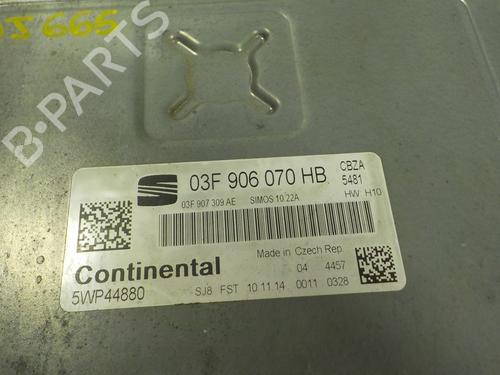 B-PARTS
03F 906 070 HB
CBZA
5481
03F 907 309 AE SIMOS 10.22A HW H10
Made in Czech Rep.
Continental
04 4457
5WP44880
SJ8 FST 10.11.14 0011 0328